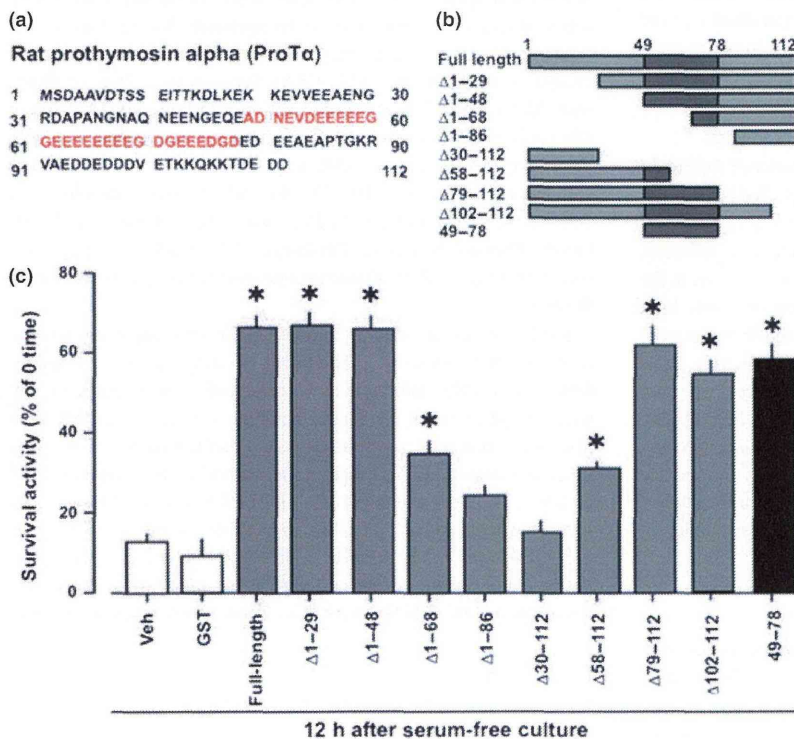 (a)
Rat prothymosin alpha (ProTα)
1 MSDAAVDTSS EITTKDLKEK KEVVEEAENG 30
31 RDAPANGNAQ NEENGEQEAD NEVDEEEEEG 60
61 GEEEEEEEEG DGEEEDGDED EEAEAPTGKR 90
91 VAEDDEDDDV ETKKQKKTDE DD 112
(b)
1 49 78 112
Full length
Δ1–29
Δ1–48
Δ1–68
Δ1–86
Δ30–112
Δ58–112
Δ79–112
Δ102–112
49–78
(c)
Survival activity (% of 0 time)
80
60
40
20
0
* * * * * * * *
Veh
GST
Full-length
Δ1–29
Δ1–48
Δ1–68
Δ1–86
Δ30–112
Δ58–112
Δ79–112
Δ102–112
49–78
12 h after serum-free culture